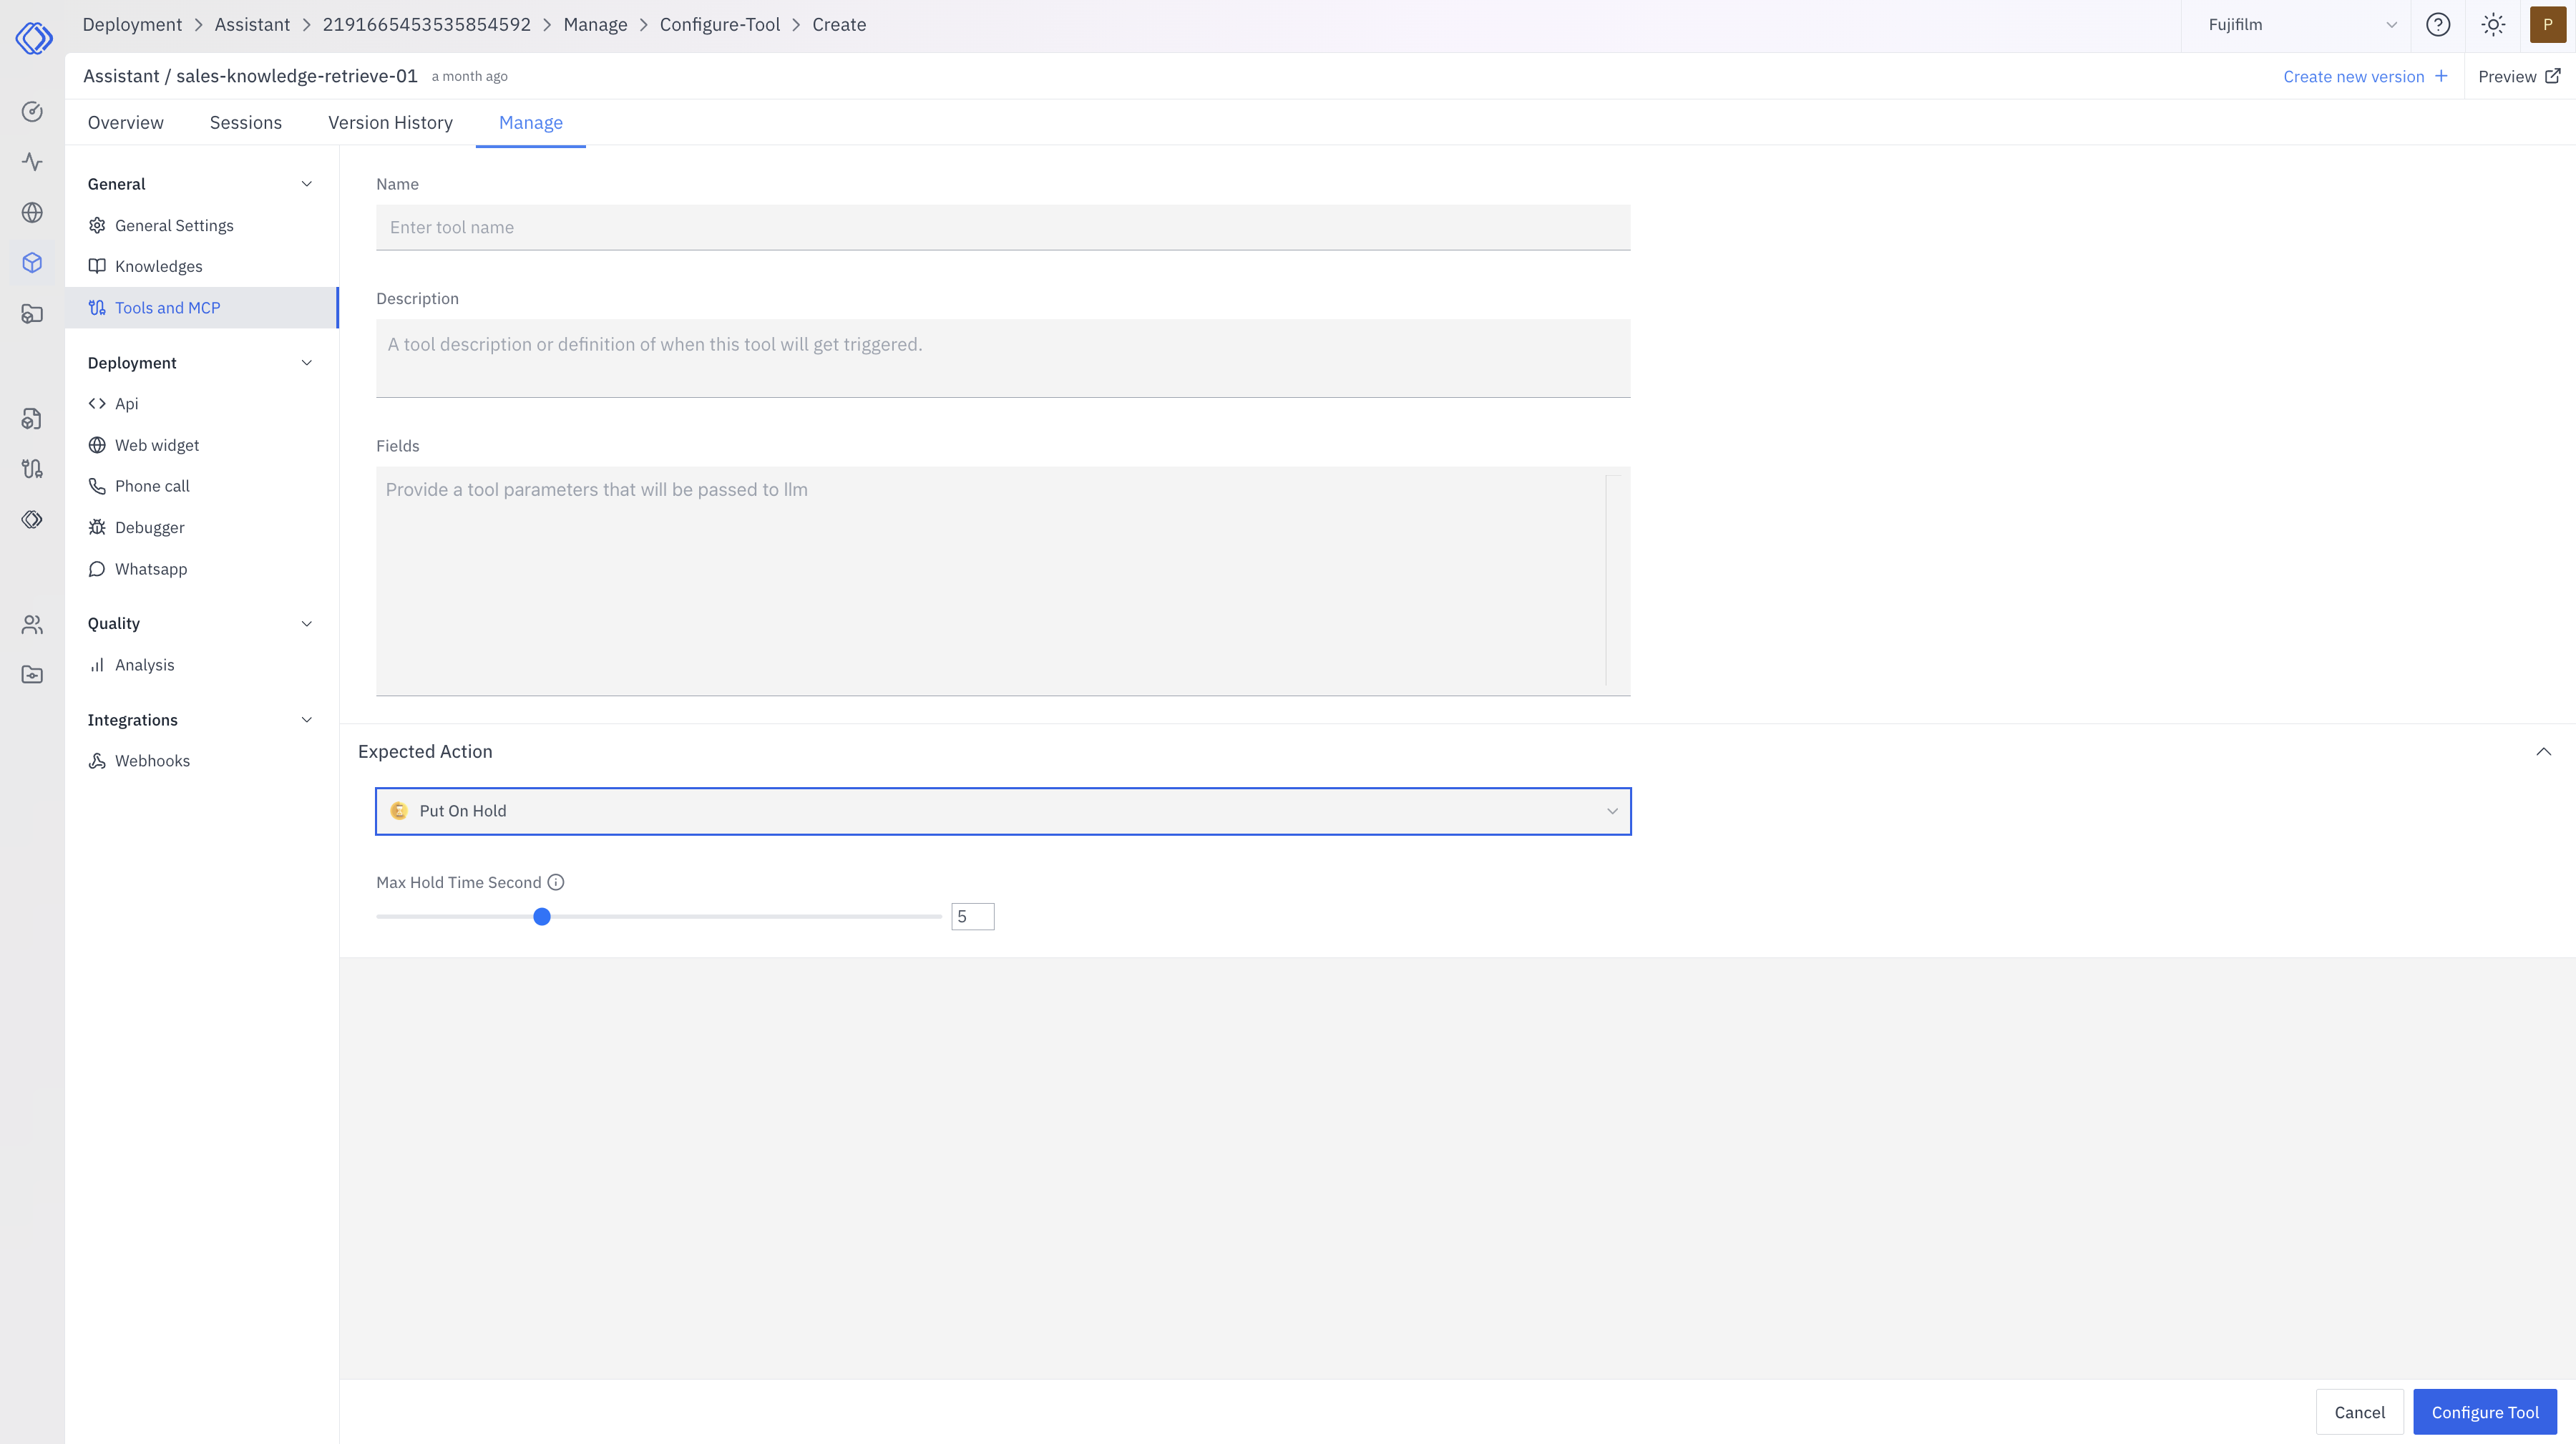 Deployment > Assistant > 2191665453535854592 > Manage > Configure-Tool > Create
Fujifilm
P
Assistant / sales-knowledge-retrieve-01 a month ago
Create new version +
Preview
Overview
Sessions
Version History
Manage
General
General Settings
Knowledges
Tools and MCP
Deployment
Api
Web widget
Phone call
Debugger
Whatsapp
Quality
Analysis
Integrations
Webhooks
Name
Enter tool name
Description
A tool description or definition of when this tool will get triggered.
Fields
Provide a tool parameters that will be passed to llm
Expected Action
Put On Hold
Max Hold Time Second
5
Cancel
Configure Tool